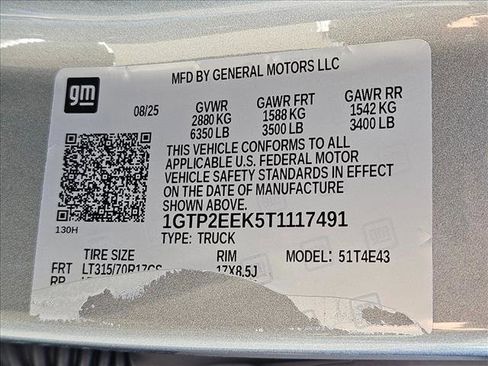 MFD BY GENERAL MOTORS LLC
gm
08/25 GVWR GAWR FRT GAWR RR
2880 KG 1588 KG 1542 KG
6350 LB 3500 LB 3400 LB
THIS VEHICLE CONFORMS TO ALL
APPLICABLE U.S. FEDERAL MOTOR
VEHICLE SAFETY STANDARDS IN EFFECT
ON THE DATE OF MANUFACTURE
SHOWN ABOVE.
130H
1GTP2EEK5T1117491
TYPE: TRUCK
TIRE SIZE RIM MODEL: 51T4E43
FRT LT315/70R17CS 17X8.5J
RR